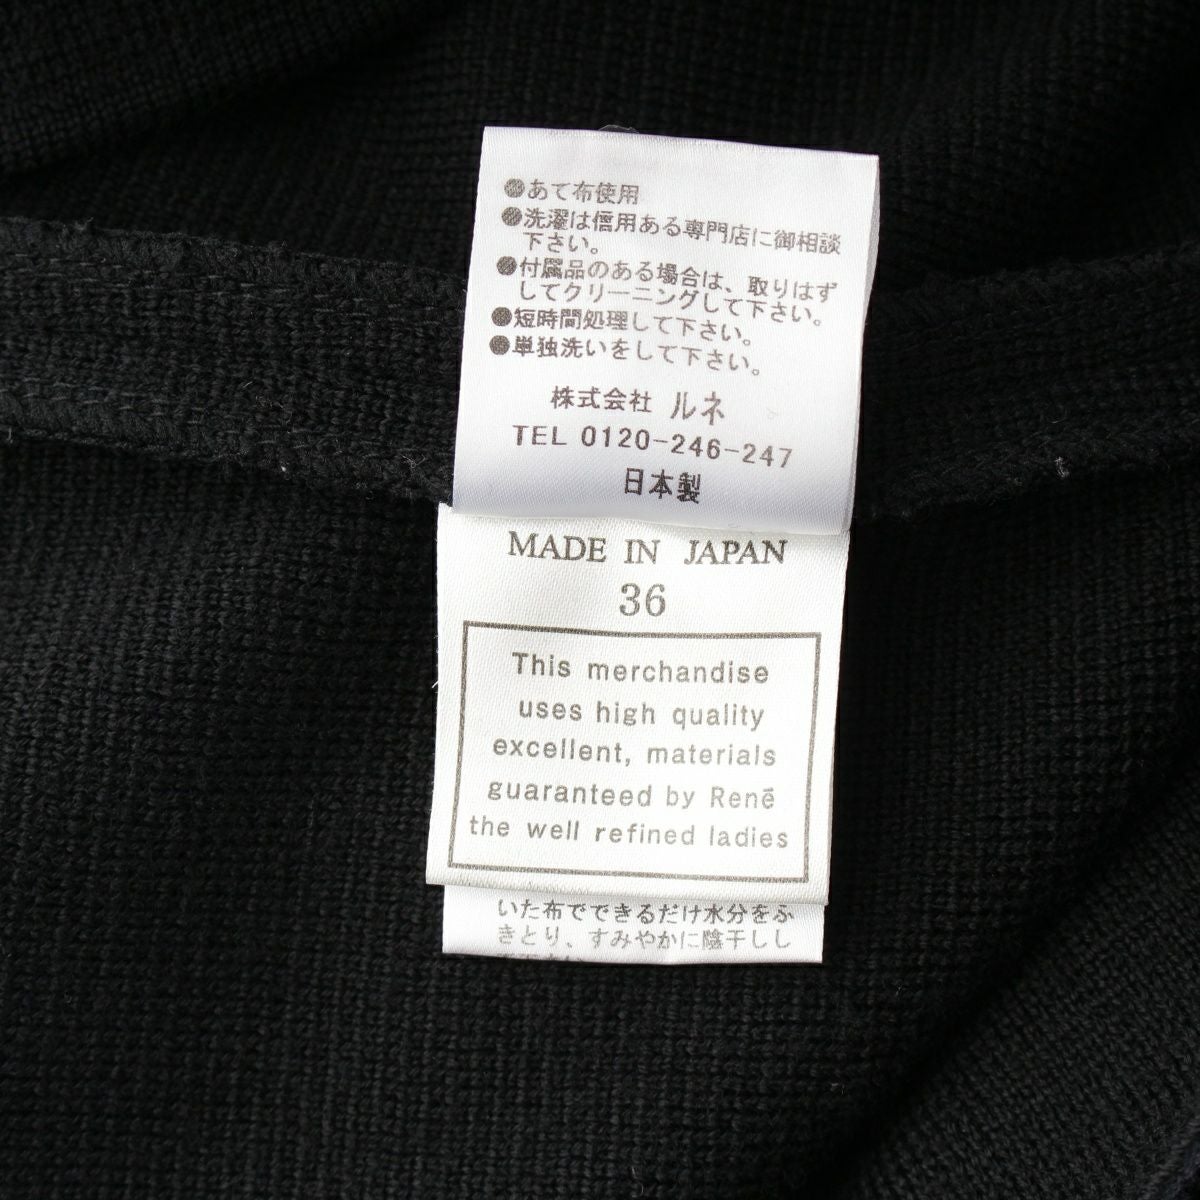 ●あて布使用
●洗濯は信用ある専門店に御相談
下さい。
●付属品のある場合は、取りはず
してクリーニングして下さい。
●短時間処理して下さい。
●単独洗いをして下さい。
株式会社 ルネ
TEL 0120-246-247
日本製
MADE IN JAPAN
36
This merchandise
uses high quality
excellent, materials
guaranteed by René
the well refined ladies
いた布でできるだけ水分をふ
きとり、すみやかに陰干しし